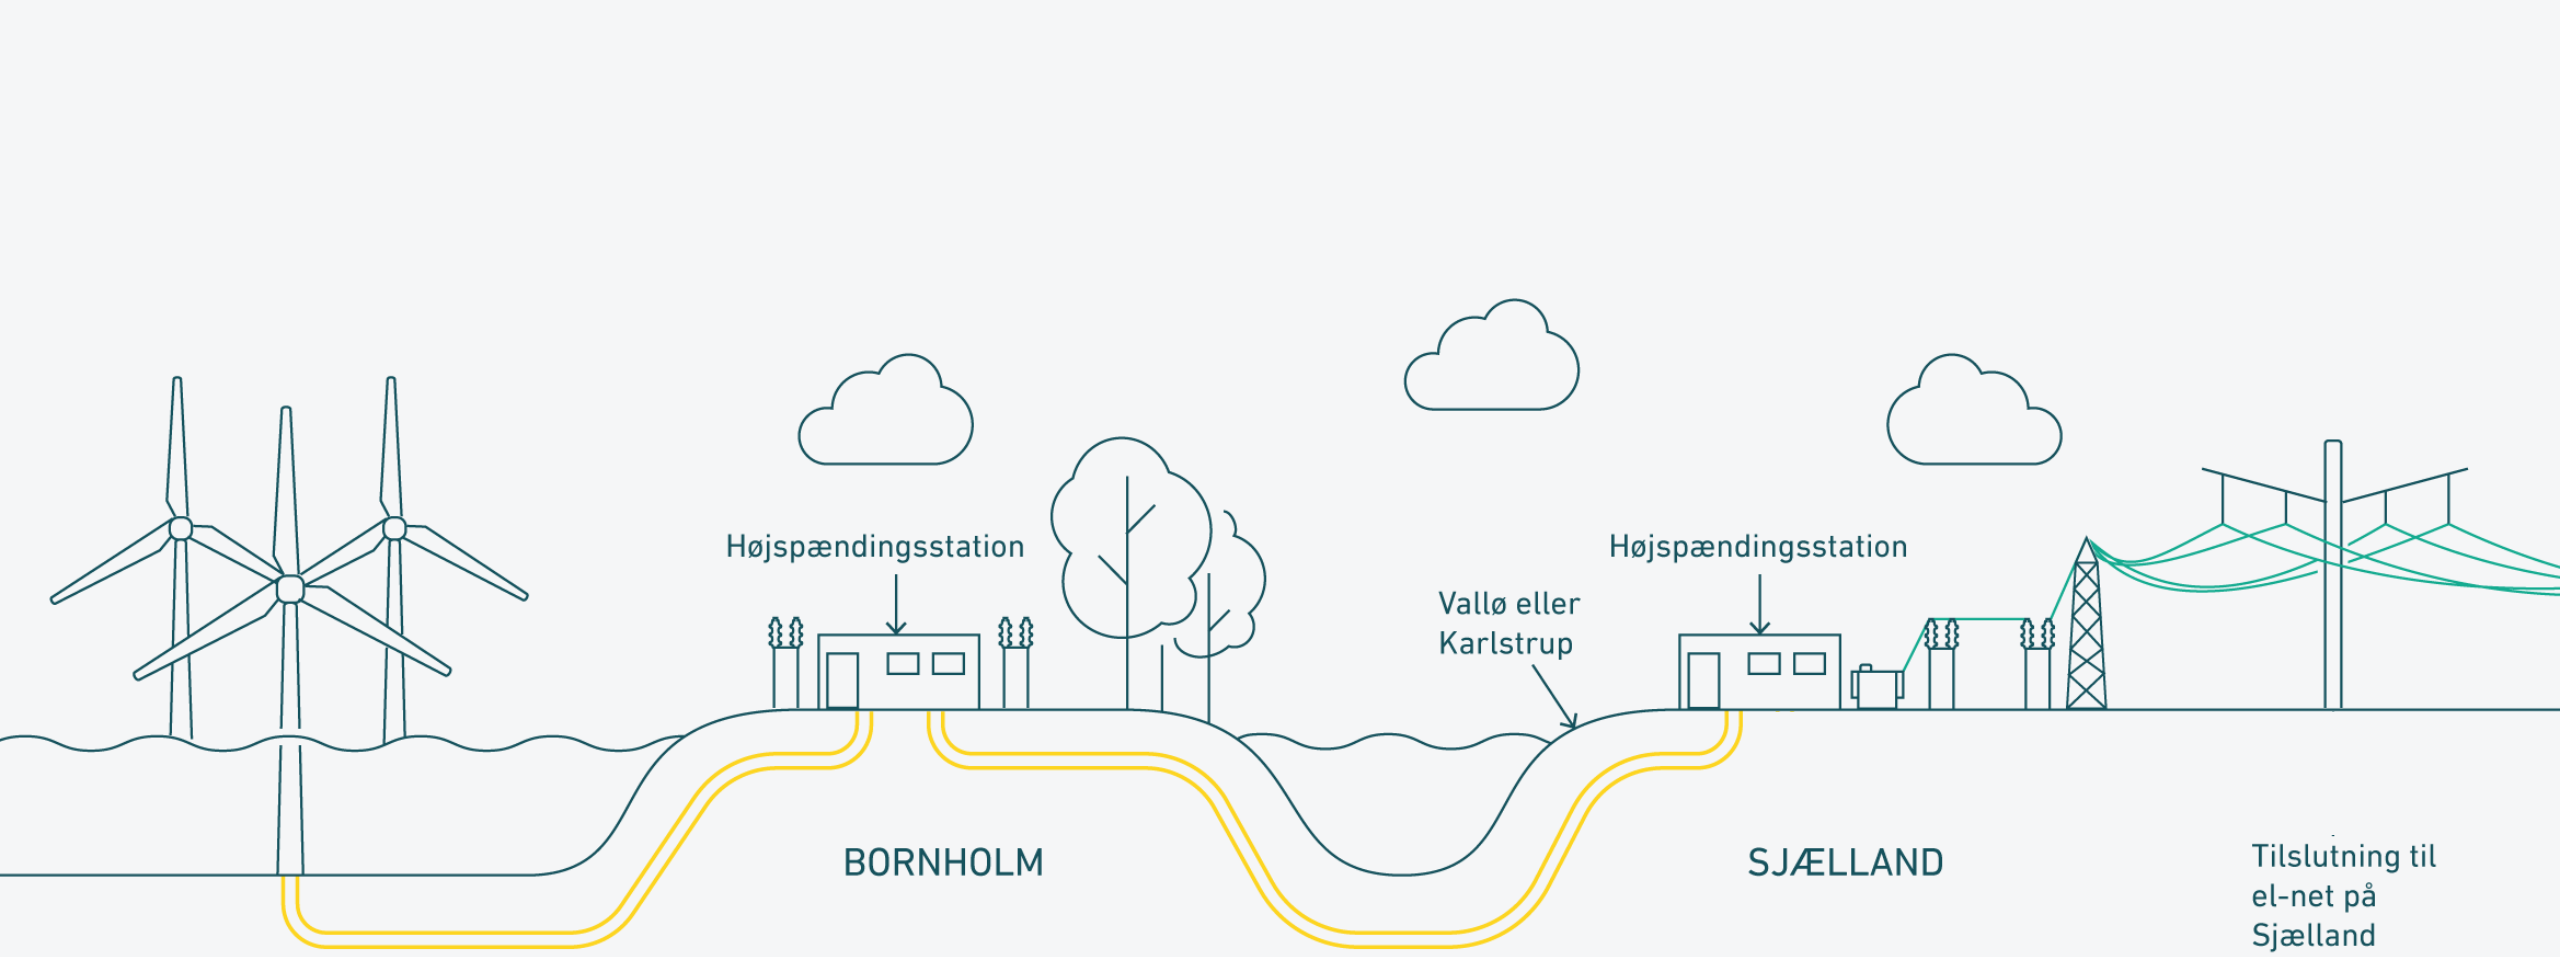 Højspændingsstation
Højspændingsstation
Vallø eller
Karlstrup
BORNHOLM
SJÆLLAND
Tilslutning til
el-net på
Sjælland